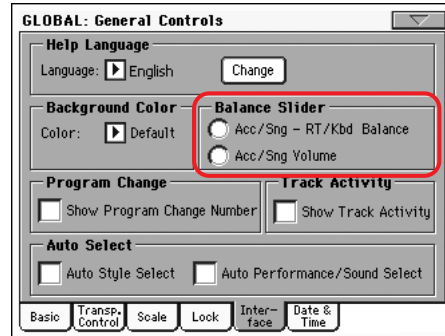 GLOBAL: General Controls
Help Language
Language: English Change
Background Color
Color: Default
Balance Slider
Acc/Sng - RT/Kbd Balance
Acc/Sng Volume
Program Change
Show Program Change Number
Track Activity
Show Track Activity
Auto Select
Auto Style Select Auto Performance/Sound Select
Basic
Transp. Control
Scale
Lock
Inter-
face
Date &
Time